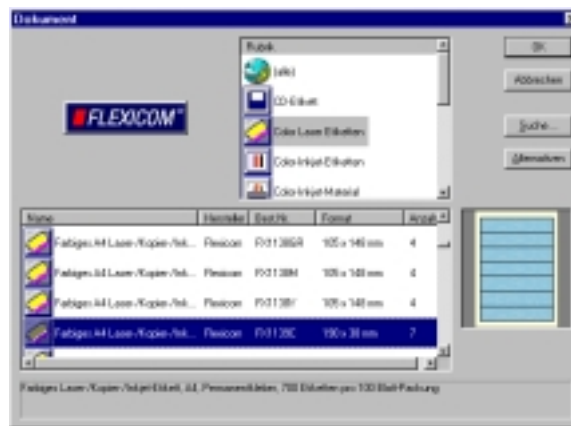 Dokument
Rubrik
(alle)
CD-Etikett
Color Laser Etiketten
Color-Inkjet-Etiketten
Color-Inkjet-Material
OK
Abbrechen
Suche...
Alternativen
FLEXICOM
Name Hersteller Best.Nr. Format Anzahl
Farbiges A4 Laser-/Kopier-/Ink... Flexicom 105 x 148 mm 4
Farbiges A4 Laser-/Kopier-/Ink... Flexicom 105 x 148 mm 4
Farbiges A4 Laser-/Kopier-/Ink... Flexicom 105 x 148 mm 4
Farbiges A4 Laser-/Kopier-/Ink... Flexicom 190 x 38 mm 7
Farbiges Laser-/Kopier-/Inkjet-Etikett, A4, Permanentkleber, 700 Etiketten pro 100 Blatt-Packung